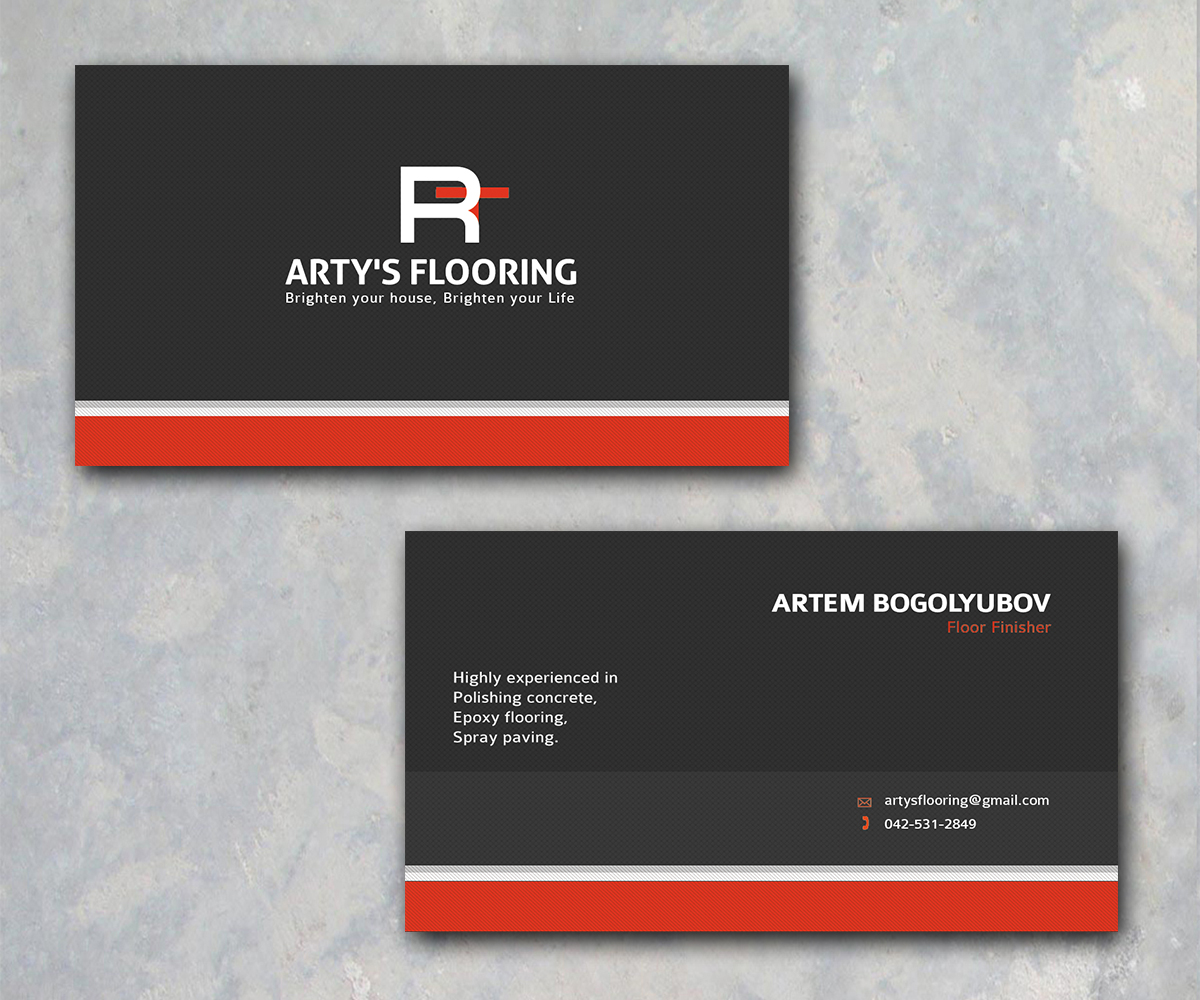 ARTY'S FLOORING
Brighten your house, Brighten your Life
ARTEM BOGOLYUBOV
Floor Finisher
Highly experienced in
Polishing concrete,
Epoxy flooring,
Spray paving.
artysflooring@gmail.com
042-531-2849